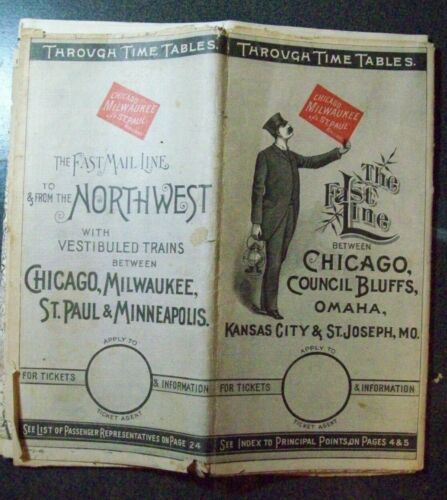 THROUGH TIME TABLES.
CHICAGO
MILWAUKEE
& ST. PAUL
RAILWAY
THE FAST MAIL LINE
TO
& FROM THE NORTHWEST
WITH
VESTIBULED TRAINS
BETWEEN
CHICAGO, MILWAUKEE,
ST. PAUL & MINNEAPOLIS.
APPLY TO
FOR TICKETS & INFORMATION
TICKET AGENT
SEE LIST OF PASSENGER REPRESENTATIVES ON PAGE 24
THROUGH TIME TABLES.
CHICAGO
MILWAUKEE
& ST. PAUL
RAILWAY
The
Fast
Line
BETWEEN
CHICAGO,
COUNCIL BLUFFS,
OMAHA,
KANSAS CITY & ST. JOSEPH, MO.
APPLY TO
FOR TICKETS & INFORMATION
TICKET AGENT
SEE INDEX TO PRINCIPAL POINTS, ON PAGES 4 & 5